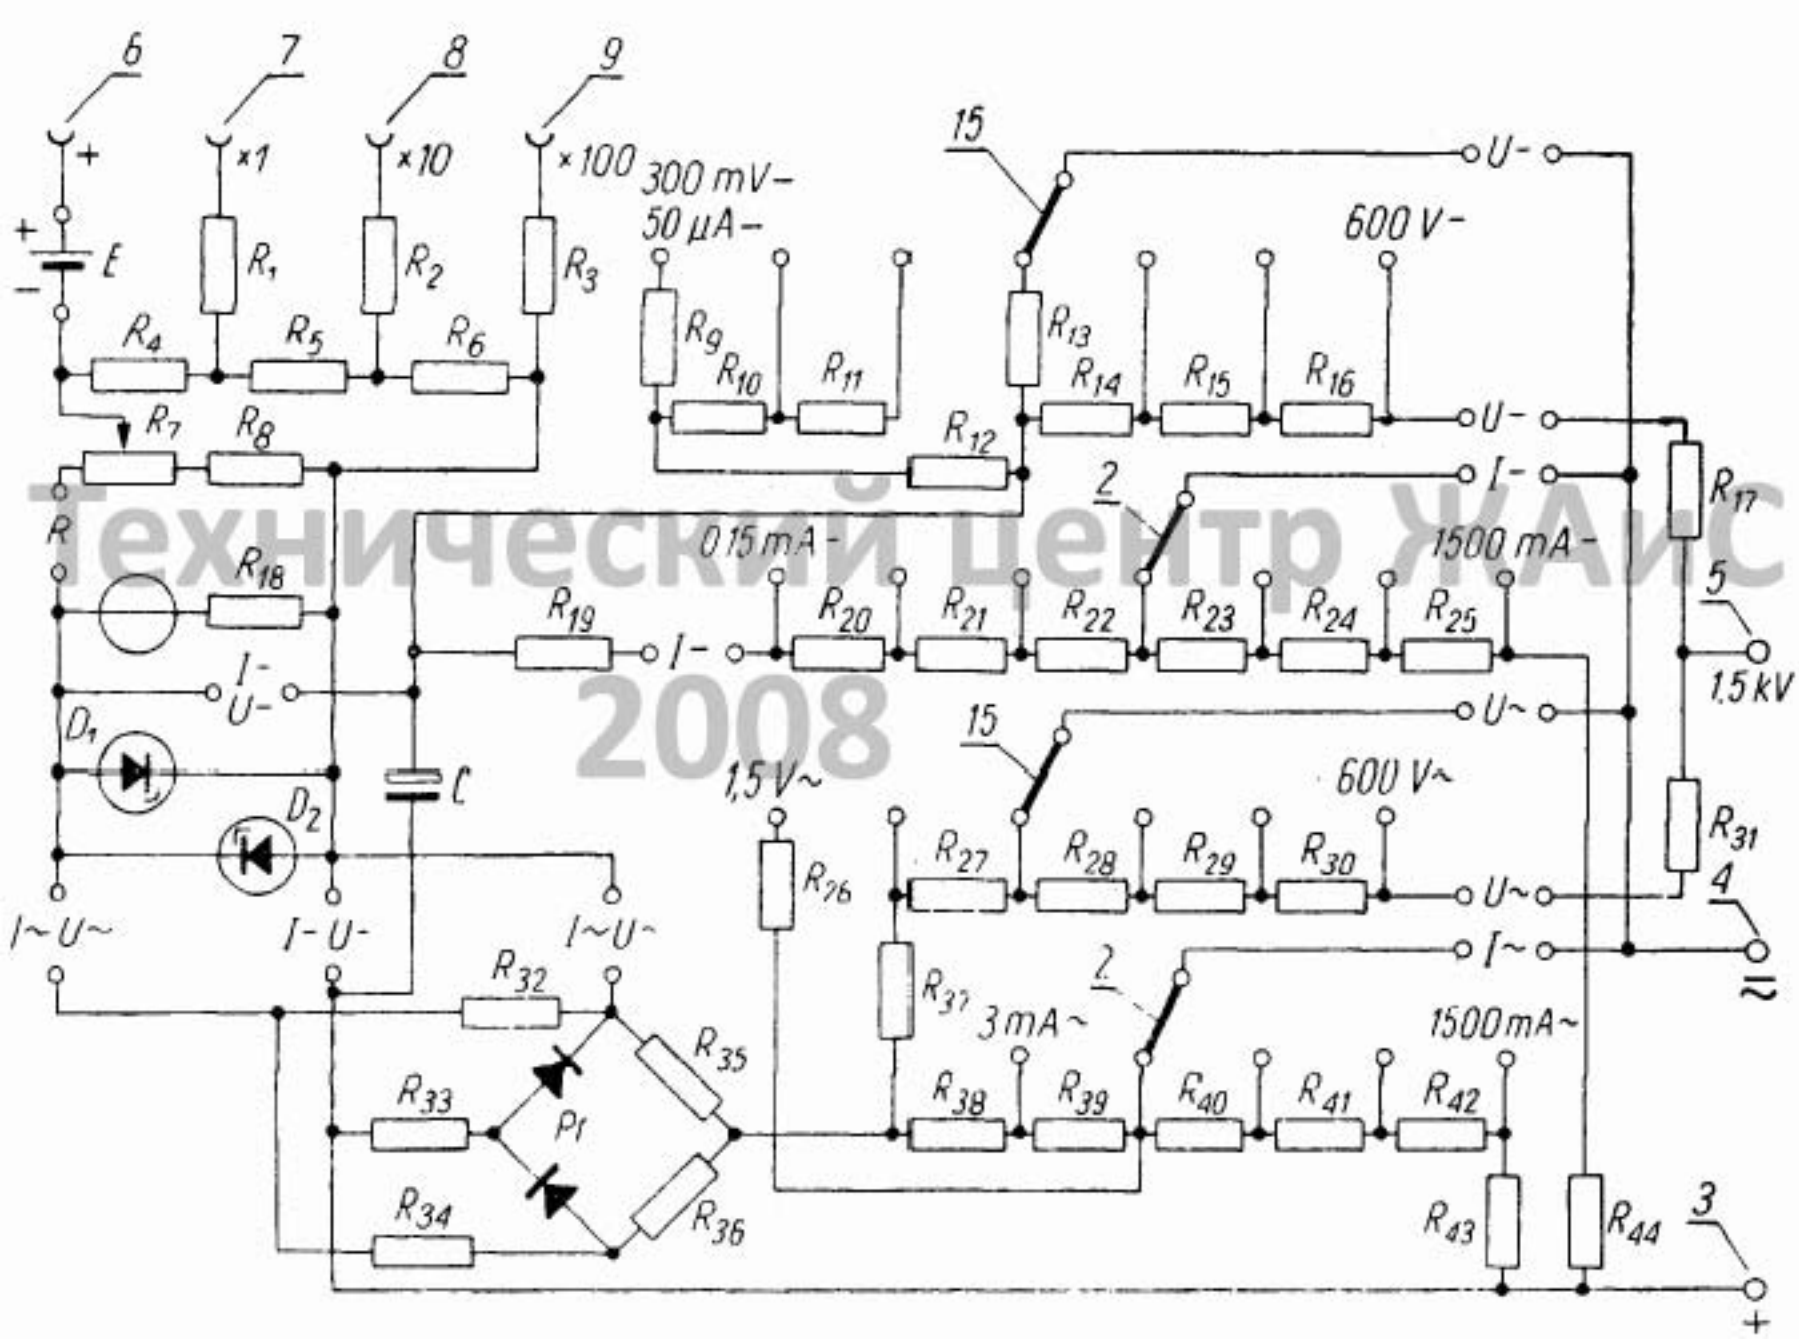 6 7 8 9
+ ×1 ×10 ×100
300 mV-
50 µA-
15
U-
600 V-
+
-
E R1 R2 R3
R9 R13
R4 R5 R6
R10 R11 R14 R15 R16
R7 R8 R12 U-
2 I-
R17
Технический центр ЖАиС
R
0 15 mA- 1500 mA-
R18 R19 I- R20 R21 R22 R23 R24 R25
5
1,5 kV
I-
U-
2008
15 U~
D1
1,5 V~ 600 V~
C
D2
R26 R27 R28 R29 R30 U~
R31
4
I~U~ I-U- I~U~
2 I~
R32 R37
3 mA~ 1500 mA~
R35
R33 P1 R38 R39 R40 R41 R42
R34 R36 R43 R44
3
+